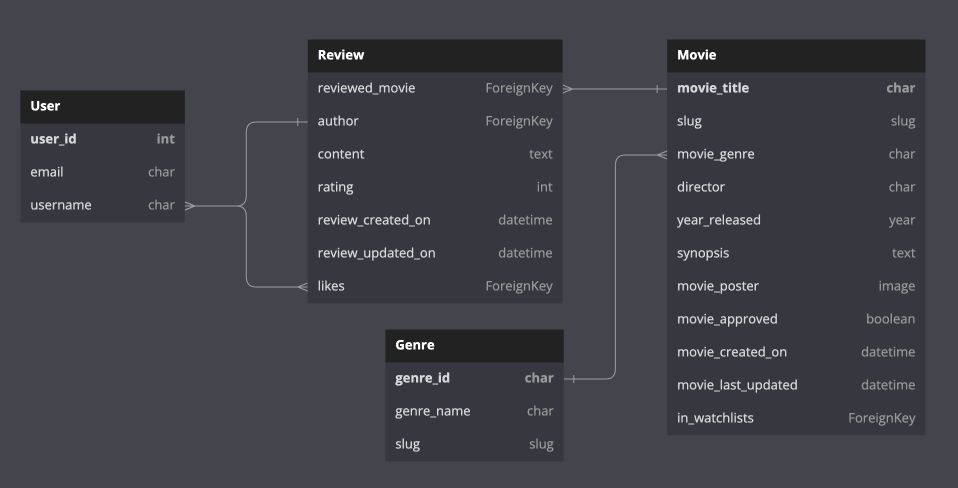 User
user_id int
email char
username char
Review
reviewed_movie ForeignKey
author ForeignKey
content text
rating int
review_created_on datetime
review_updated_on datetime
likes ForeignKey
Genre
genre_id char
genre_name char
slug slug
Movie
movie_title char
slug slug
movie_genre char
director char
year_released year
synopsis text
movie_poster image
movie_approved boolean
movie_created_on datetime
movie_last_updated datetime
in_watchlists ForeignKey